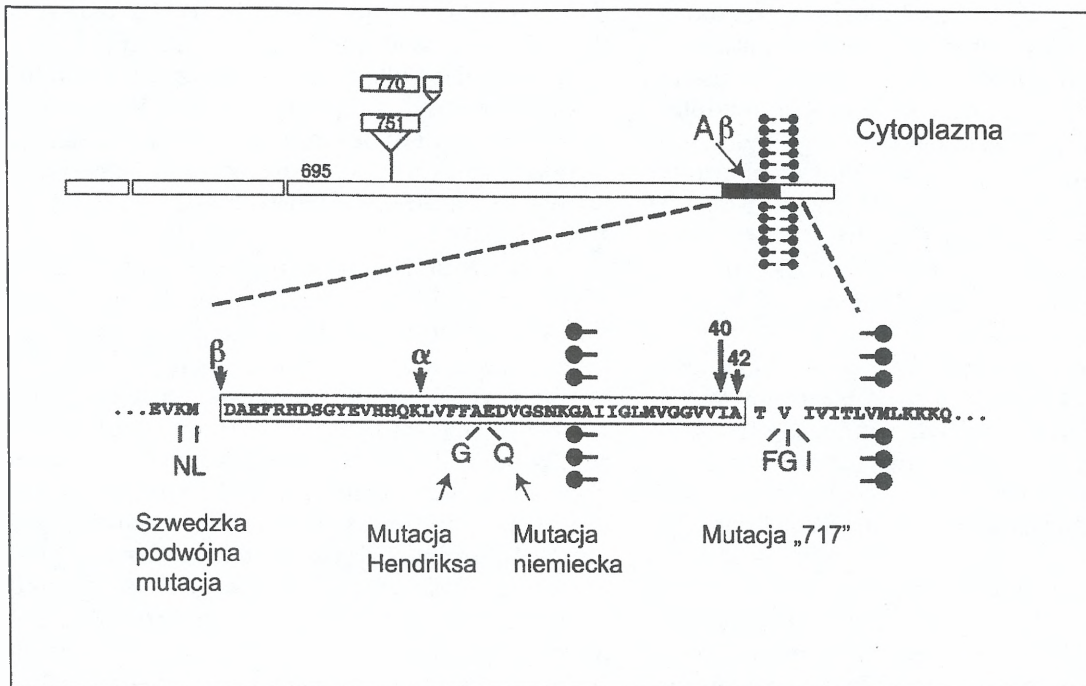 770
751
695
Aβ
Cytoplazma
β
α
40
42
...EVKM DAEFRHDSGYEVHHQKLVFFAEDVGSNKGAIIGLMVGGVVIA T V IVITLVMLKKKQ...
NL
G Q
FG I
Szwedzka
podwójna
mutacja
Mutacja
Hendriksa
Mutacja
niemiecka
Mutacja „717”